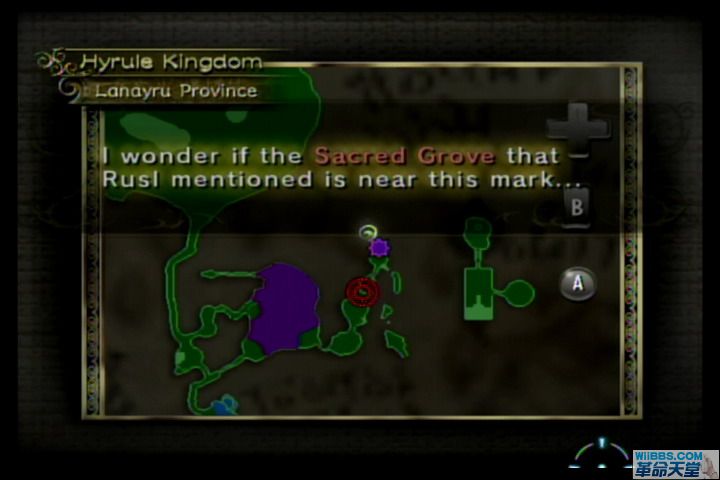 Hyrule Kingdom
Lanayru Province
I wonder if the Sacred Grove that
Rusl mentioned is near this mark...
B
A
WiiBBS.COM
革命天堂